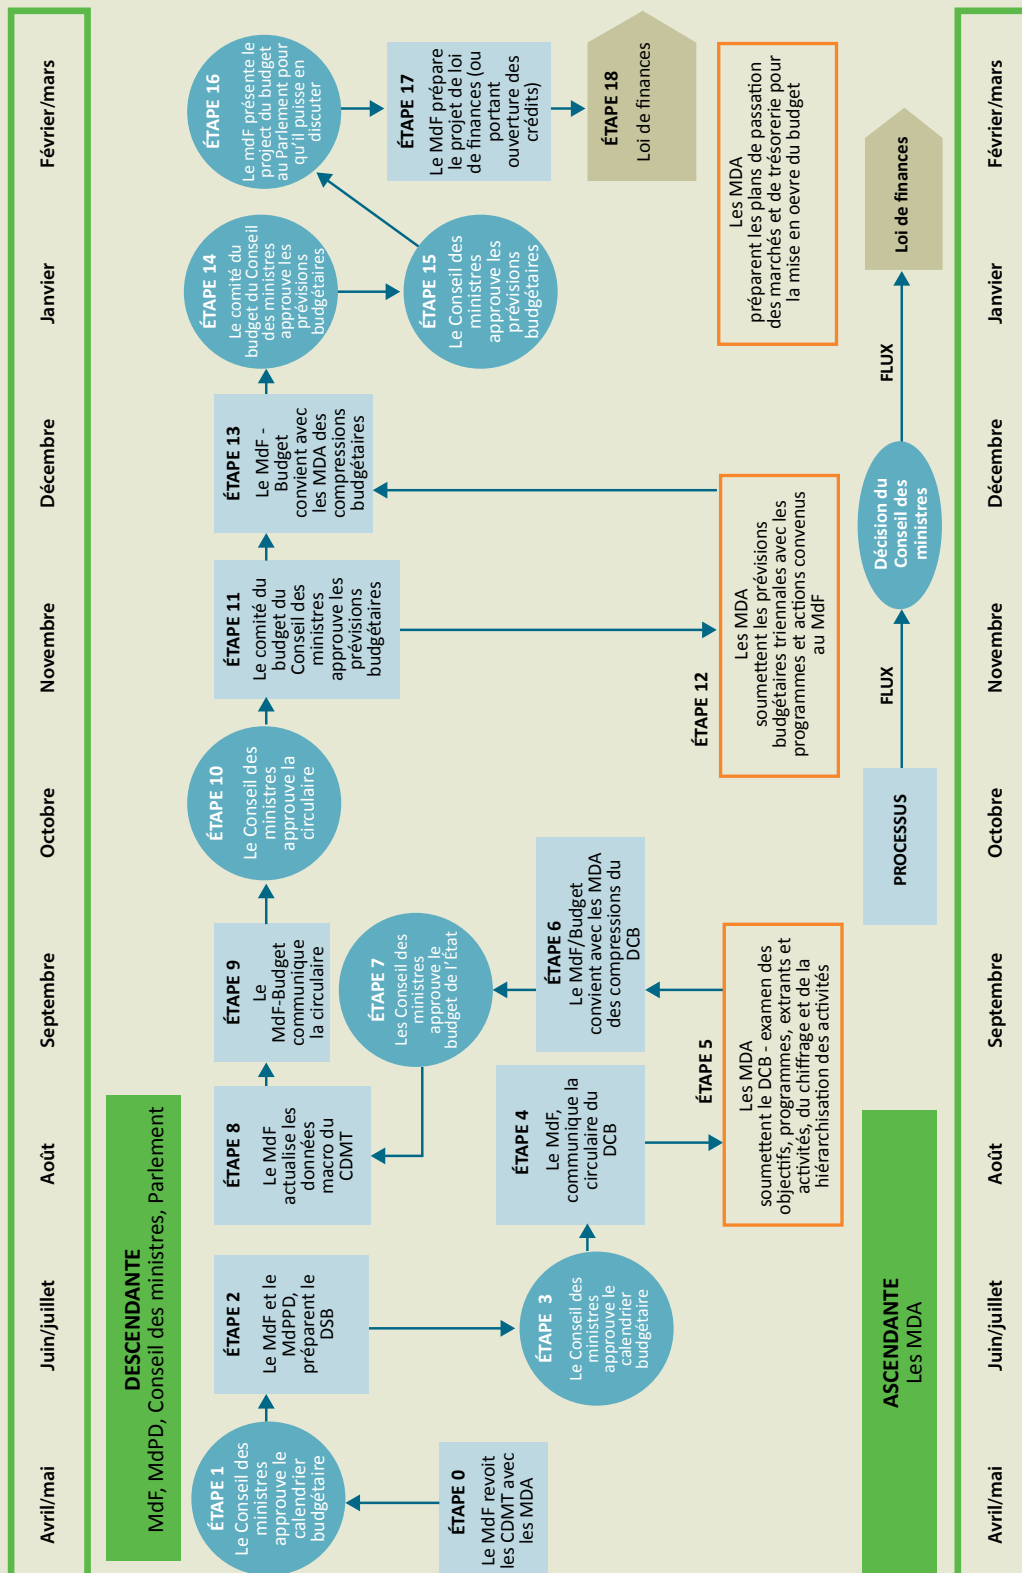 Avril/mai
Juin/juillet
Août
Septembre
Octobre
Novembre
Décembre
Janvier
Février/mars
DESCENDANTE
MdF, MdPD, Conseil des ministres, Parlement
ÉTAPE 0
Le MdF revoit
les CDMT avec
les MDA
ÉTAPE 1
Le Conseil des
ministres
approuve le
calendrier
budgétaire
ÉTAPE 2
Le MdF et le
MdPPD,
préparent le
DSB
ÉTAPE 3
Le Conseil des
ministres
approuve le
calendrier
budgétaire
ÉTAPE 4
Le MdF,
communique la
circulaire du
DCB
ÉTAPE 5
Les MDA
soumettent le DCB - examen des
objectifs, programmes, extrants et
activités, du chiffrage et de la
hiérarchisation des activités
ÉTAPE 6
Le MdF/Budget
convient avec les MDA
des compressions du
DCB
ÉTAPE 7
Les Conseil des
ministres
approuve le
budget de l’État
ÉTAPE 8
Le MdF
actualise les
données
macro du
CDMT
ÉTAPE 9
Le
MdF-Budget
communique
la circulaire
ÉTAPE 10
Le Conseil des
ministres
approuve la
circulaire
ÉTAPE 11
Le comité du
budget du
Conseil des
ministres
approuve les
prévisions
budgétaires
ÉTAPE 12
Les MDA
soumettent les prévisions
budgétaires triennales avec les
programmes et actions convenus
au MdF
ÉTAPE 13
Le MdF -
Budget
convient avec
les MDA des
compressions
budgétaires
ÉTAPE 14
Le comité du
budget du Conseil
des ministres
approuve les
prévisions
budgétaires
ÉTAPE 15
Le Conseil des
ministres
approuve les
prévisions
budgétaires
ÉTAPE 16
Le mdF présente le
project du budget
au Parlement pour
qu’il puisse en
discuter
ÉTAPE 17
Le MdF prépare
le projet de loi
de finances (ou
portant
ouverture des
crédits)
ÉTAPE 18
Loi de finances
Les MDA
préparent les plans de passation
des marchés et de trésorerie pour
la mise en oevre du budget
ASCENDANTE
Les MDA
PROCESSUS
FLUX
Décision du
Conseil des
ministres
FLUX
Loi de finances
Avril/mai
Juin/juillet
Août
Septembre
Octobre
Novembre
Décembre
Janvier
Février/mars